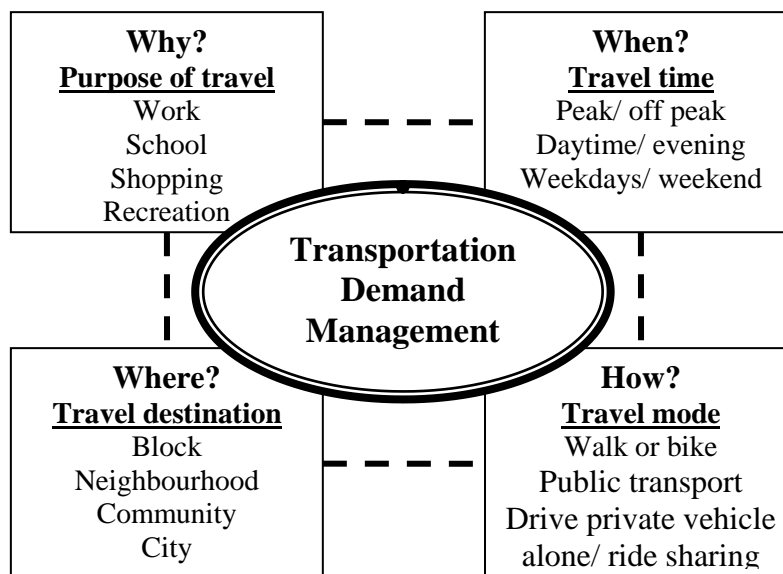 Why?
Purpose of travel
Work
School
Shopping
Recreation
When?
Travel time
Peak/ off peak
Daytime/ evening
Weekdays/ weekend
Transportation
Demand
Management
Where?
Travel destination
Block
Neighbourhood
Community
City
How?
Travel mode
Walk or bike
Public transport
Drive private vehicle
alone/ ride sharing